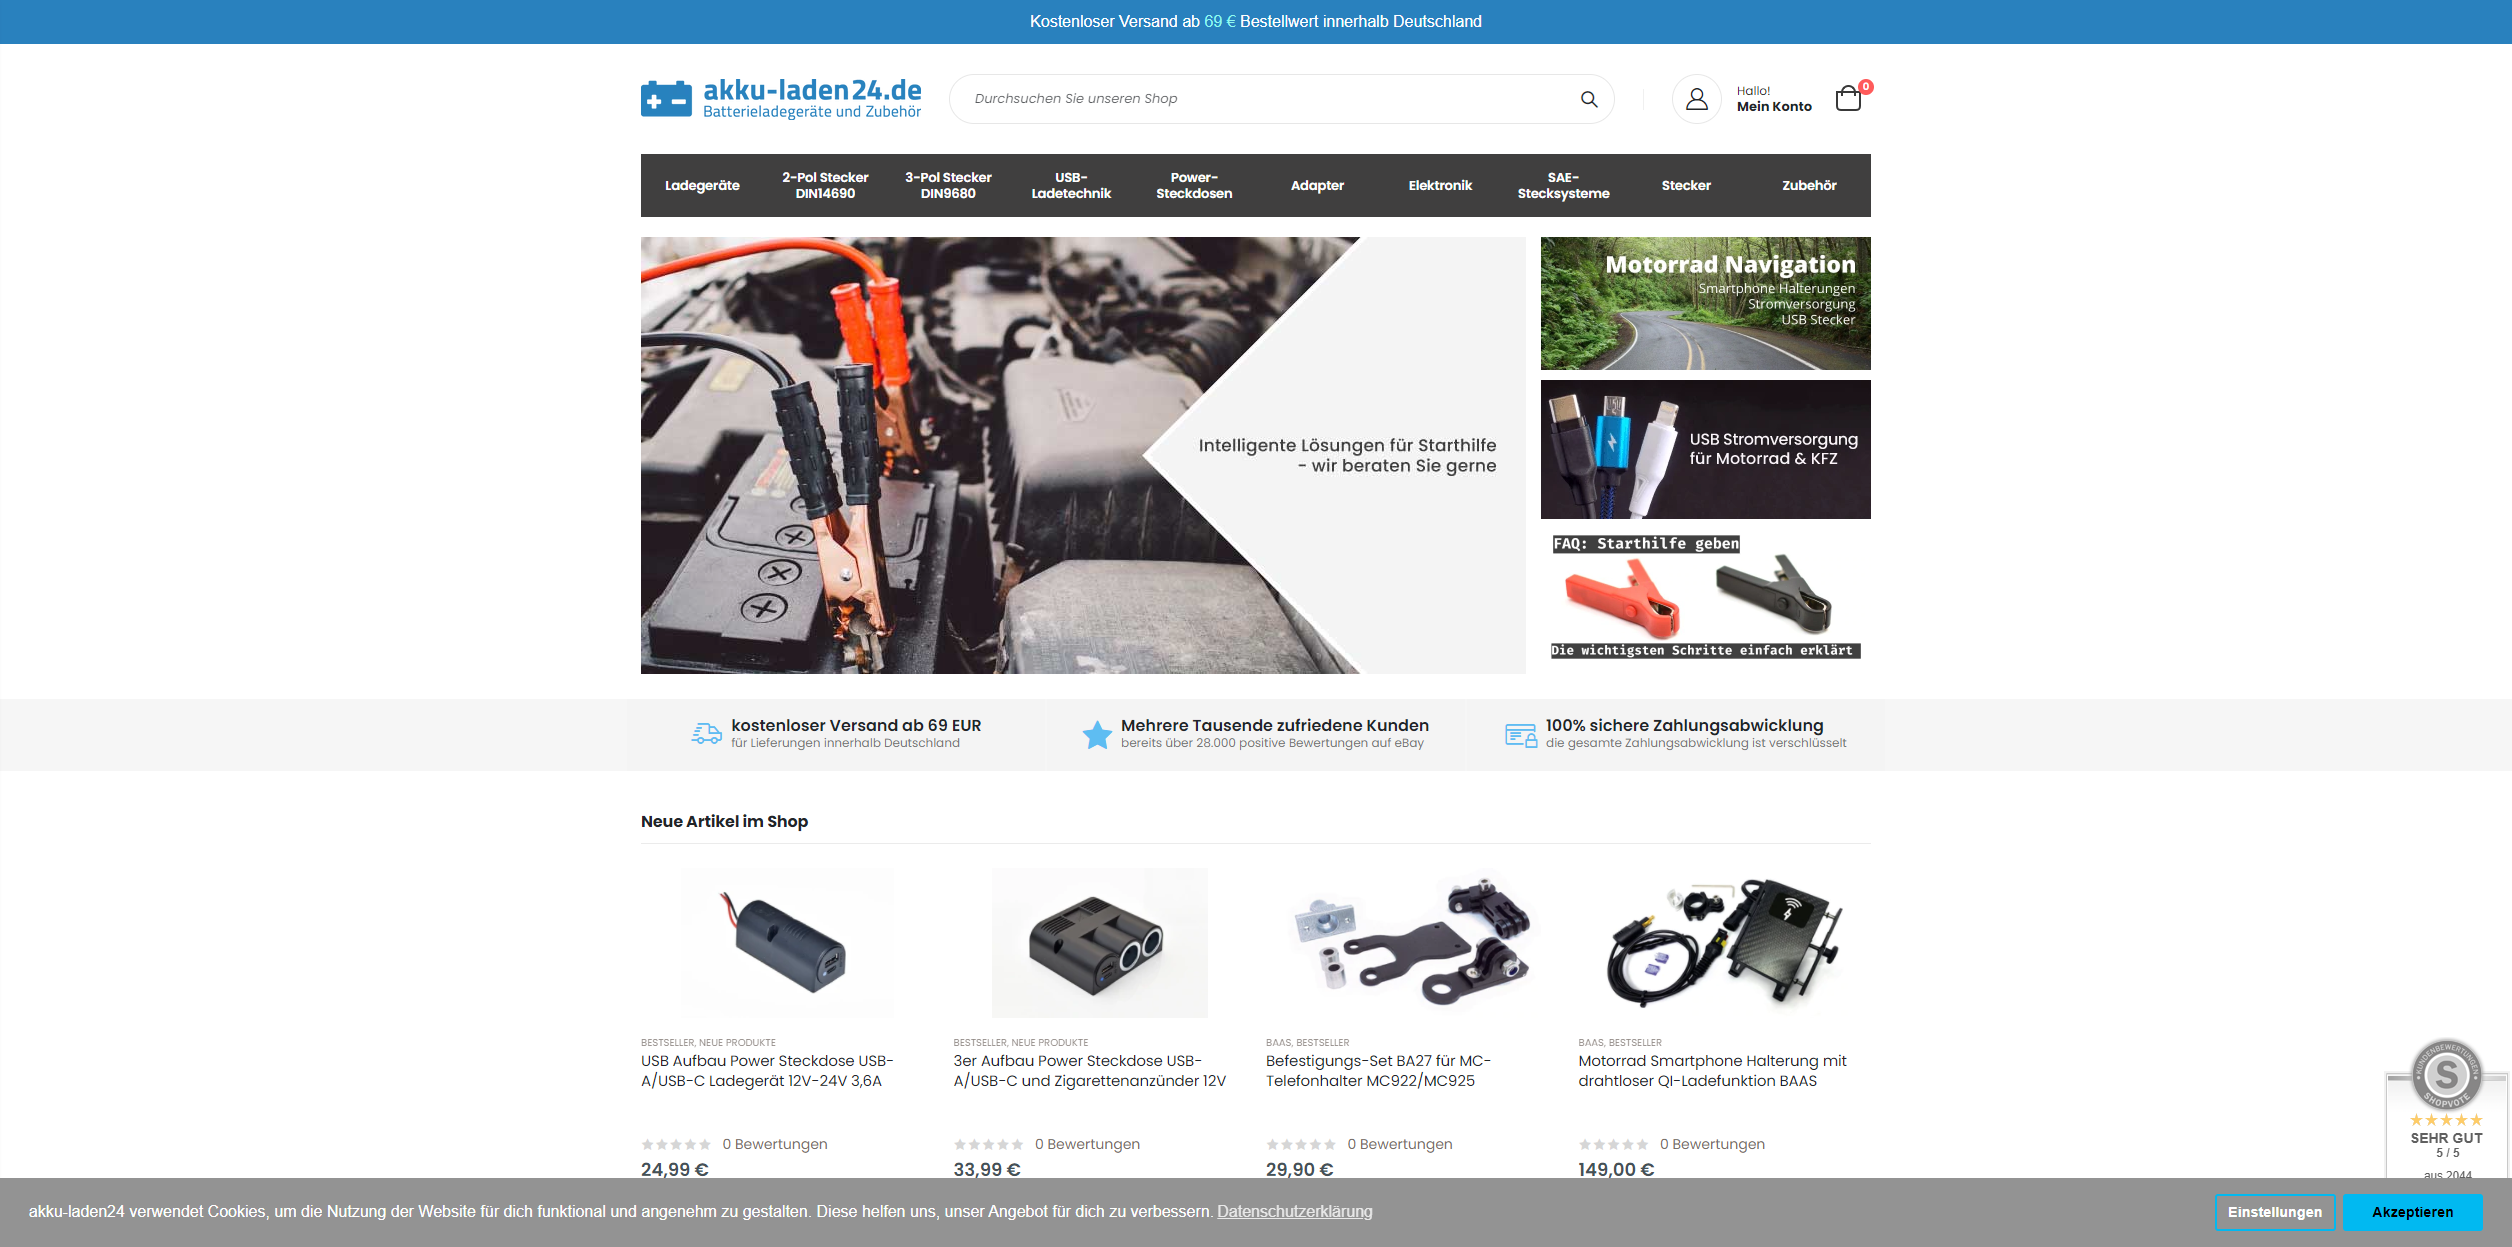 Kostenloser Versand ab 69 € Bestellwert innerhalb Deutschland
akku-laden24.de
Batterieladegeräte und Zubehör
Durchsuchen Sie unseren Shop
Hallo!
Mein Konto
0
Ladegeräte
2-Pol Stecker
DIN14690
3-Pol Stecker
DIN9680
USB-
Ladetechnik
Power-
Steckdosen
Adapter
Elektronik
SAE-
Stecksysteme
Stecker
Zubehör
Intelligente Lösungen für Starthilfe
- wir beraten Sie gerne
Motorrad Navigation
Smartphone Halterungen
Stromversorgung
USB Stecker
USB Stromversorgung
für Motorrad & KFZ
FAQ: Starthilfe geben
Die wichtigsten Schritte einfach erklärt
kostenloser Versand ab 69 EUR
für Lieferungen innerhalb Deutschland
Mehrere Tausende zufriedene Kunden
bereits über 28.000 positive Bewertungen auf eBay
100% sichere Zahlungsabwicklung
die gesamte Zahlungsabwicklung ist verschlüsselt
Neue Artikel im Shop
BESTSELLER, NEUE PRODUKTE
USB Aufbau Power Steckdose USB-
A/USB-C Ladegerät 12V-24V 3,6A
0 Bewertungen
24,99 €
BESTSELLER, NEUE PRODUKTE
3er Aufbau Power Steckdose USB-
A/USB-C und Zigarettenanzünder 12V
0 Bewertungen
33,99 €
BAAS, BESTSELLER
Befestigungs-Set BA27 für MC-
Telefonhalter MC922/MC925
0 Bewertungen
29,90 €
BAAS, BESTSELLER
Motorrad Smartphone Halterung mit
drahtloser QI-Ladefunktion BAAS
0 Bewertungen
149,00 €
KUNDENBEWERTUNGEN
S
SHOPVOTE
SEHR GUT
5 / 5
aus 2044
akku-laden24 verwendet Cookies, um die Nutzung der Website für dich funktional und angenehm zu gestalten. Diese helfen uns, unser Angebot für dich zu verbessern. Datenschutzerklärung
Einstellungen
Akzeptieren